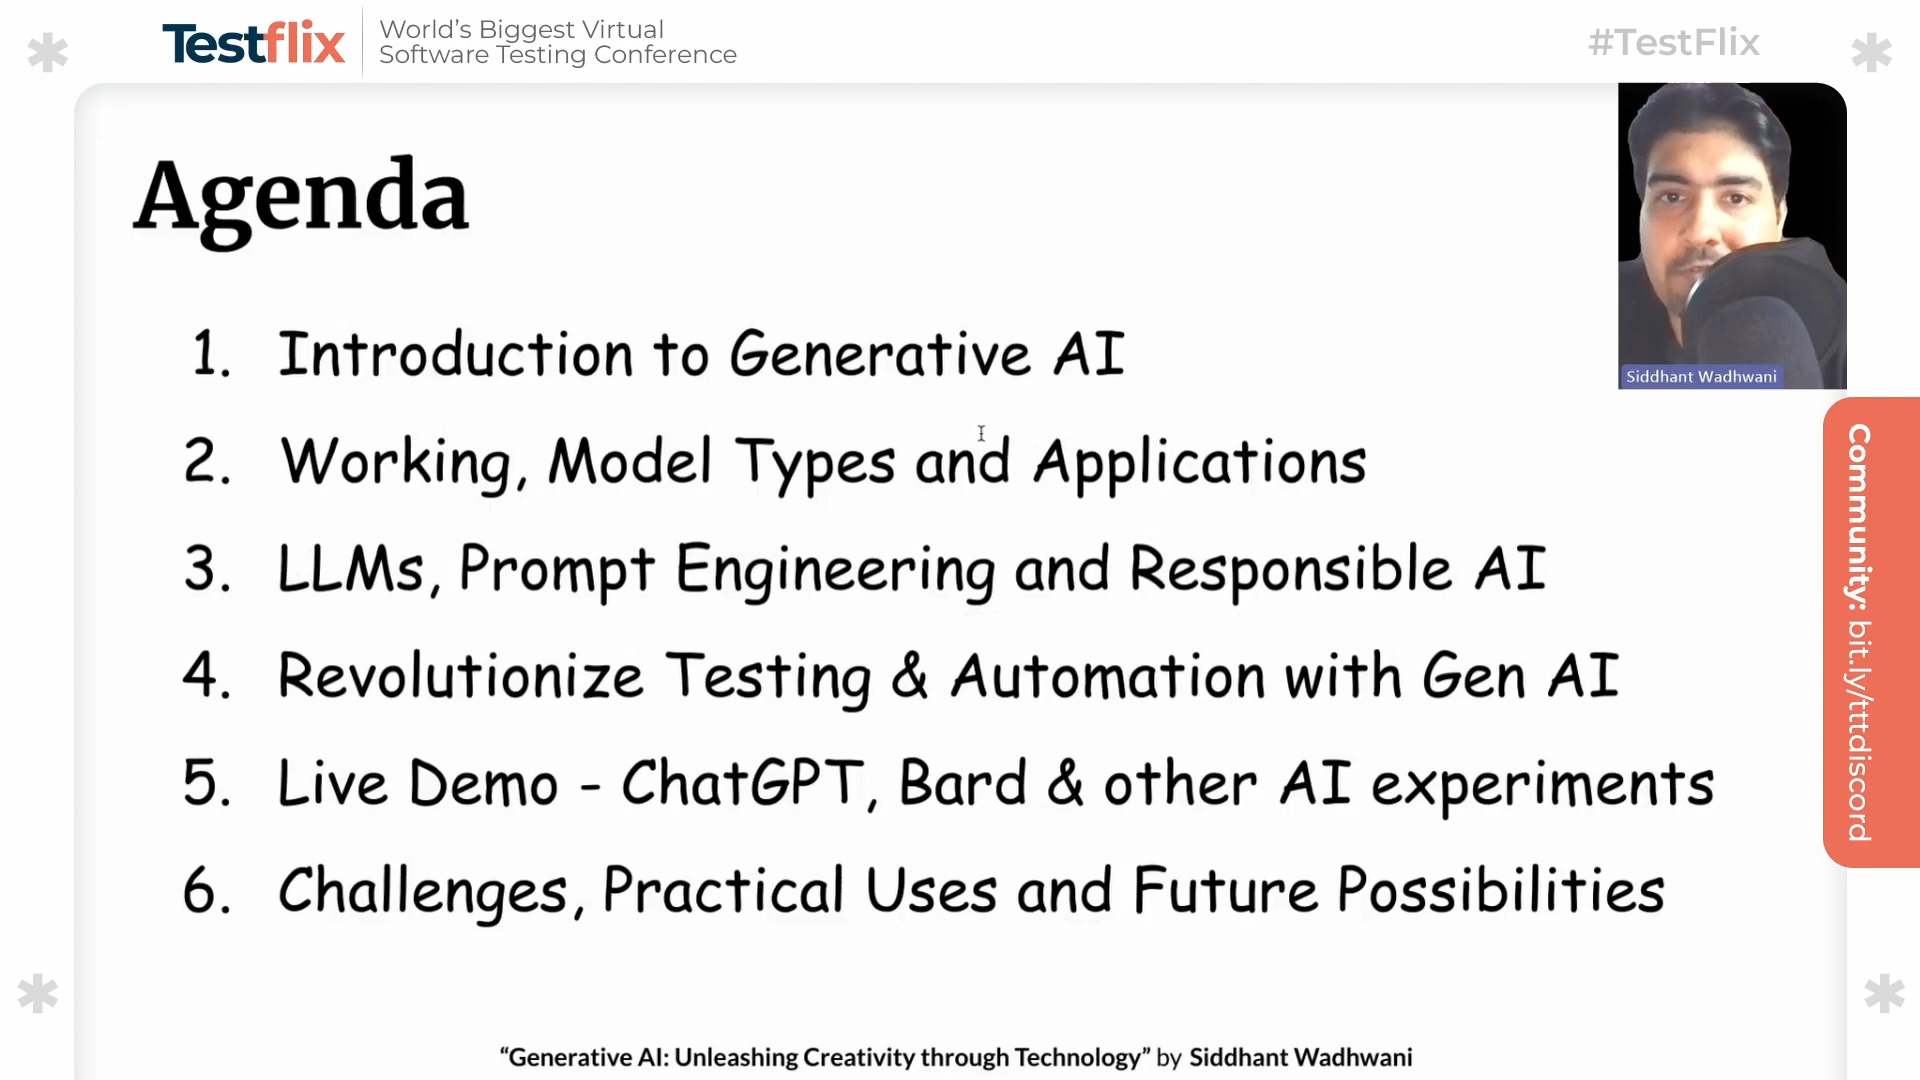 Testflix
World's Biggest Virtual
Software Testing Conference
#TestFlix
Agenda
1. Introduction to Generative AI
2. Working, Model Types and Applications
3. LLMs, Prompt Engineering and Responsible AI
4. Revolutionize Testing & Automation with Gen AI
5. Live Demo - ChatGPT, Bard & other AI experiments
6. Challenges, Practical Uses and Future Possibilities
Siddhant Wadhwani
Community: bit.ly/tttdiscord
“Generative AI: Unleashing Creativity through Technology” by Siddhant Wadhwani